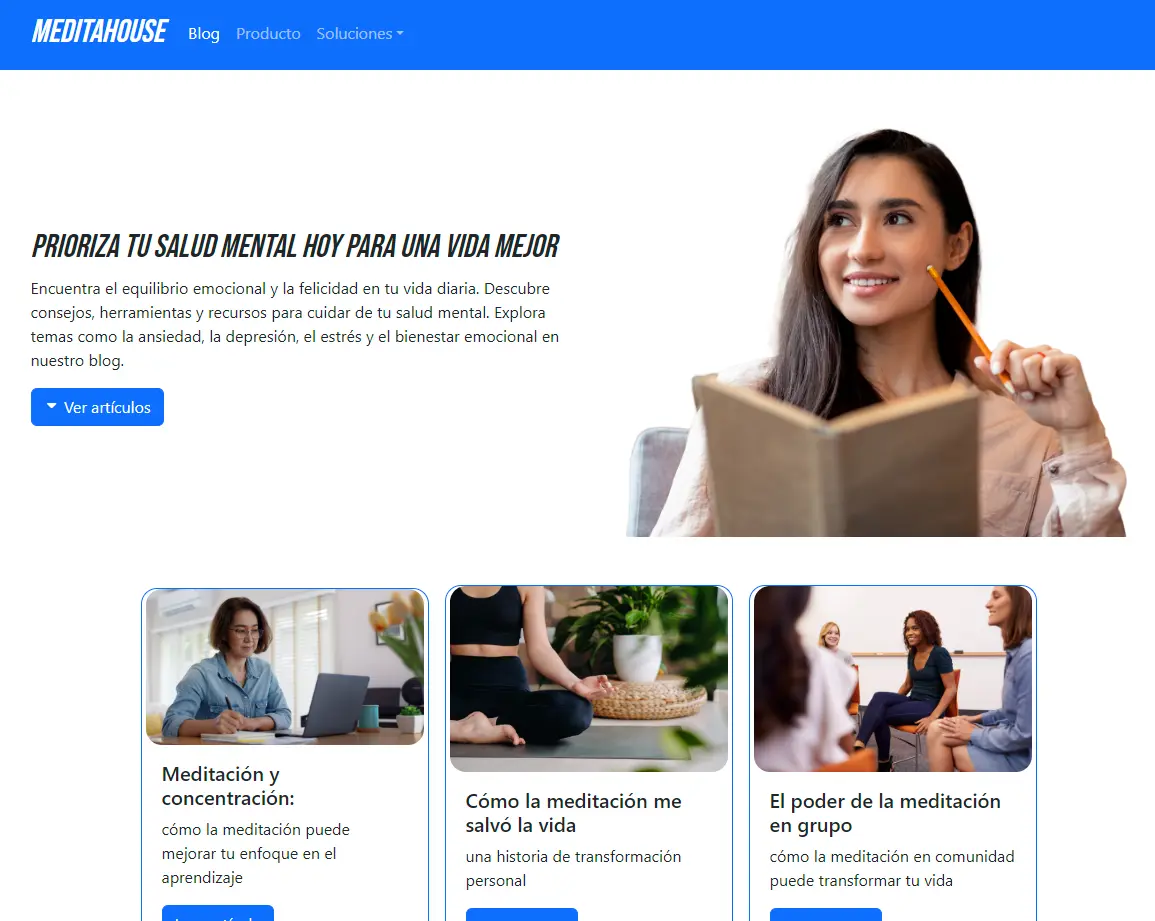 MEDITAHOUSE Blog Producto Soluciones
PRIORIZA TU SALUD MENTAL HOY PARA UNA VIDA MEJOR
Encuentra el equilibrio emocional y la felicidad en tu vida diaria. Descubre
consejos, herramientas y recursos para cuidar de tu salud mental. Explora
temas como la ansiedad, la depresión, el estrés y el bienestar emocional en
nuestro blog.
Ver artículos
Meditación y
concentración:
cómo la meditación puede
mejorar tu enfoque en el
aprendizaje
Cómo la meditación me
salvó la vida
una historia de transformación
personal
El poder de la meditación
en grupo
cómo la meditación en comunidad
puede transformar tu vida